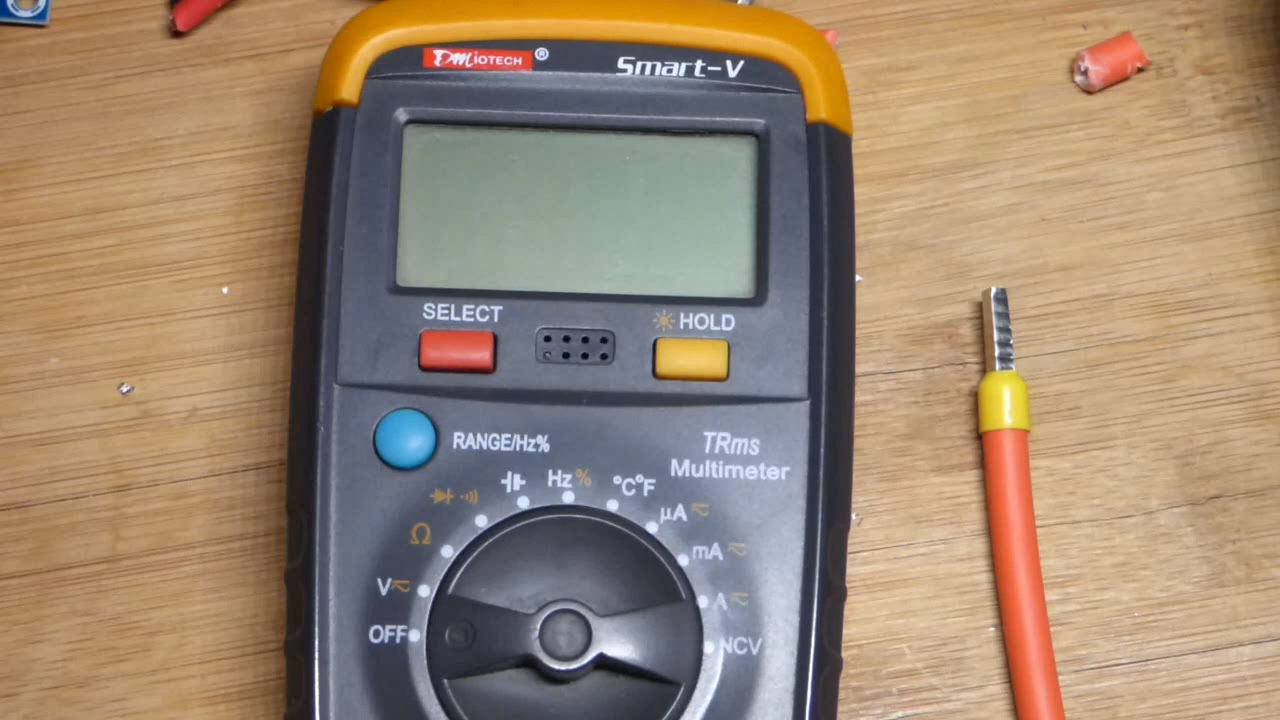 DMiOTECH ®
Smart-V
SELECT
HOLD
RANGE/Hz%
TRms
Multimeter
Hz %
°C°F
Ω
µA
mA
V
A
OFF
NCV